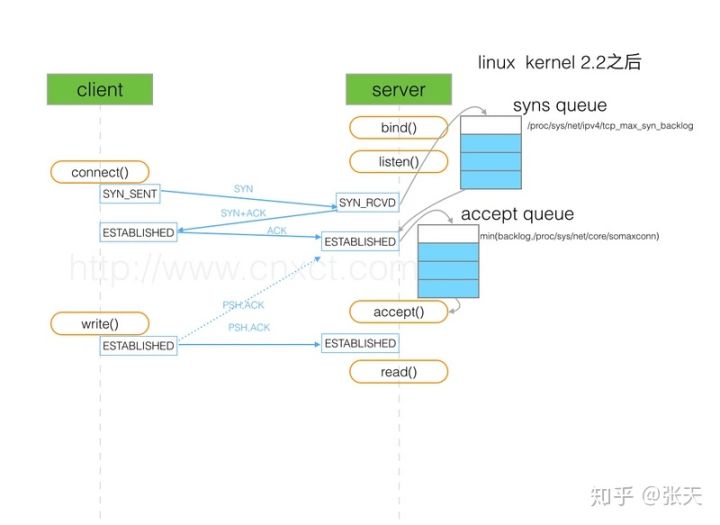 linux kernel 2.2之后
client
server
syns queue
bind()
/proc/sys/net/ipv4/tcp_max_syn_backlog
listen()
connect()
SYN
SYN_SENT
SYN_RCVD
SYN+ACK
accept queue
ESTABLISHED
ACK
ESTABLISHED
min(backlog,/proc/sys/net/core/somaxconn)
http://www.cnxct.com
PSH,ACK
accept()
write()
PSH,ACK
ESTABLISHED
ESTABLISHED
read()
知乎 @张天